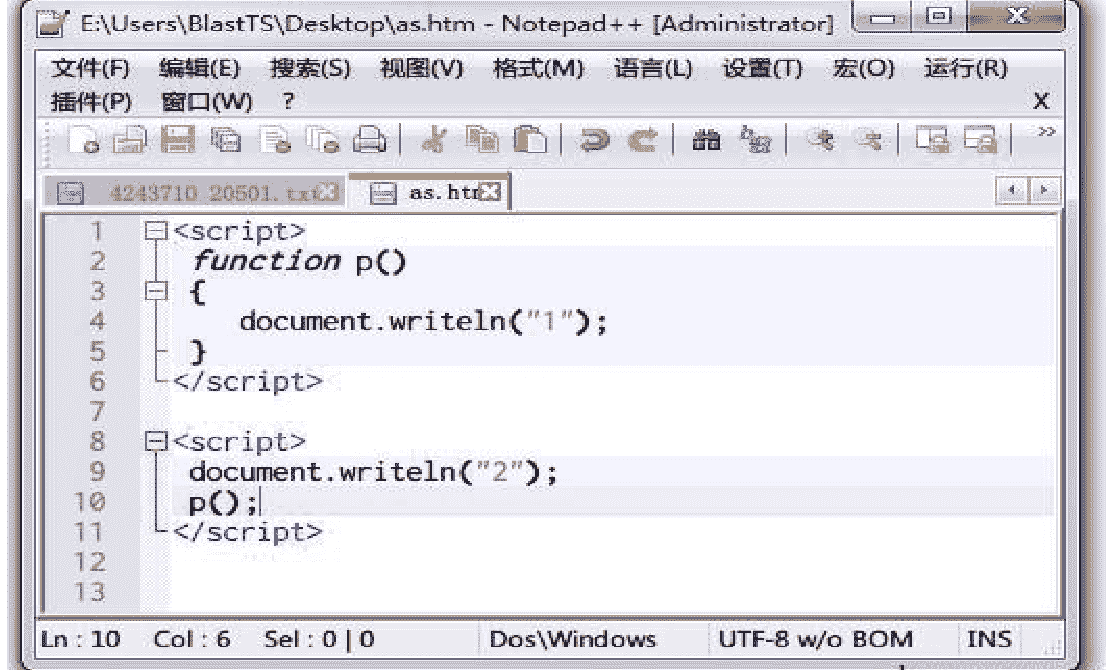 E:\Users\BlastTS\Desktop\as.htm - Notepad++ [Administrator]
文件(F) 编辑(E) 搜索(S) 视图(V) 格式(M) 语言(L) 设置(T) 宏(O) 运行(R)
插件(P) 窗口(W) ? X
4243710_20501.txt as.htm
1 <script>
2 function p()
3 {
4 document.writeln("1");
5 }
6 </script>
7
8 <script>
9 document.writeln("2");
10 p();
11 </script>
12
13
Ln : 10 Col : 6 Sel : 0 | 0 Dos\Windows UTF-8 w/o BOM INS